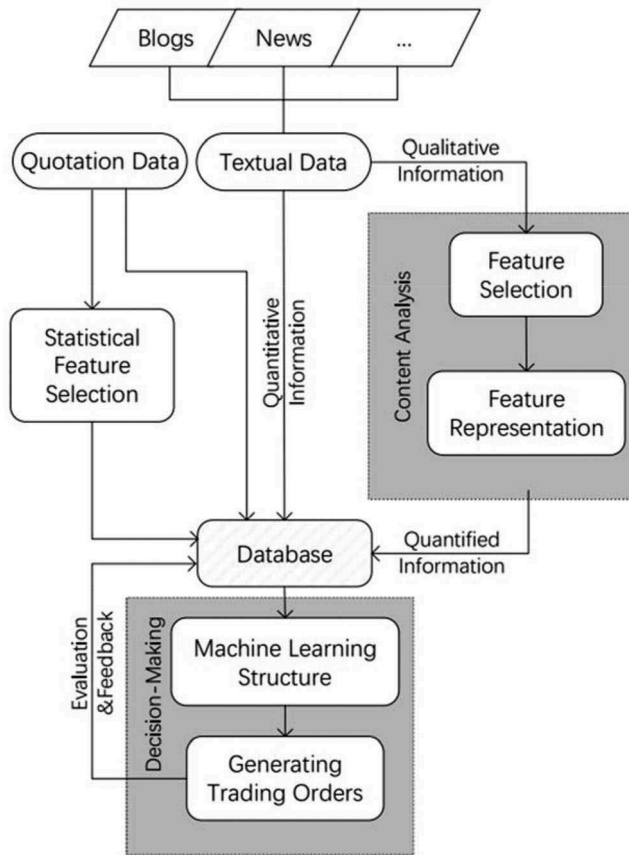 Blogs
News
...
Quotation Data
Textual Data
Qualitative
Information
Feature
Selection
Content Analysis
Statistical
Feature
Selection
Quantitative
Information
Feature
Representation
Database
Quantified
Information
Evaluation
&Feedback
Decision-Making
Machine Learning
Structure
Generating
Trading Orders